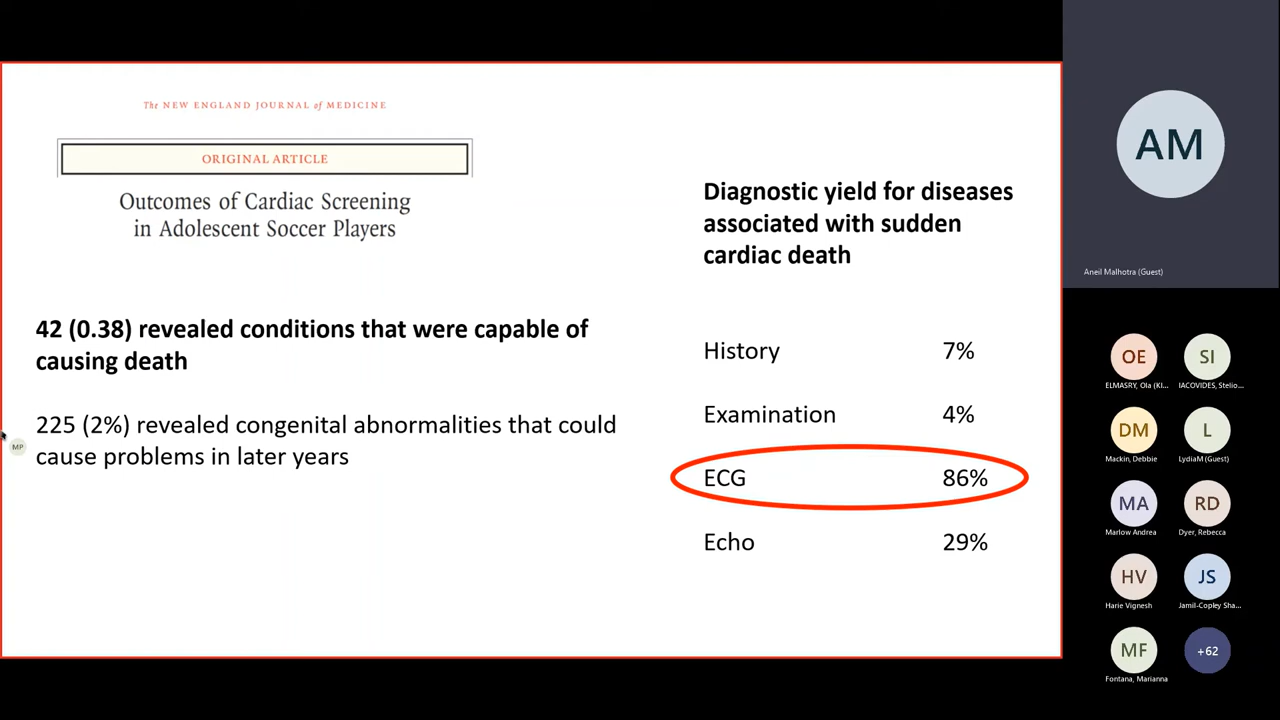 The NEW ENGLAND JOURNAL of MEDICINE
ORIGINAL ARTICLE
Outcomes of Cardiac Screening
in Adolescent Soccer Players
42 (0.38) revealed conditions that were capable of
causing death
225 (2%) revealed congenital abnormalities that could
cause problems in later years
MP
Diagnostic yield for diseases
associated with sudden
cardiac death
History 7%
Examination 4%
ECG 86%
Echo 29%
AM
Aneil Malhotra (Guest)
OE SI
ELMASRY, Ola (KI... IACOVIDES, Stelio...
DM L
Mackin, Debbie LydiaM (Guest)
MA RD
Marlow Andrea Dyer, Rebecca
HV JS
Harie Vignesh Jamil-Copley Sha...
MF +62
Fontana, Marianna